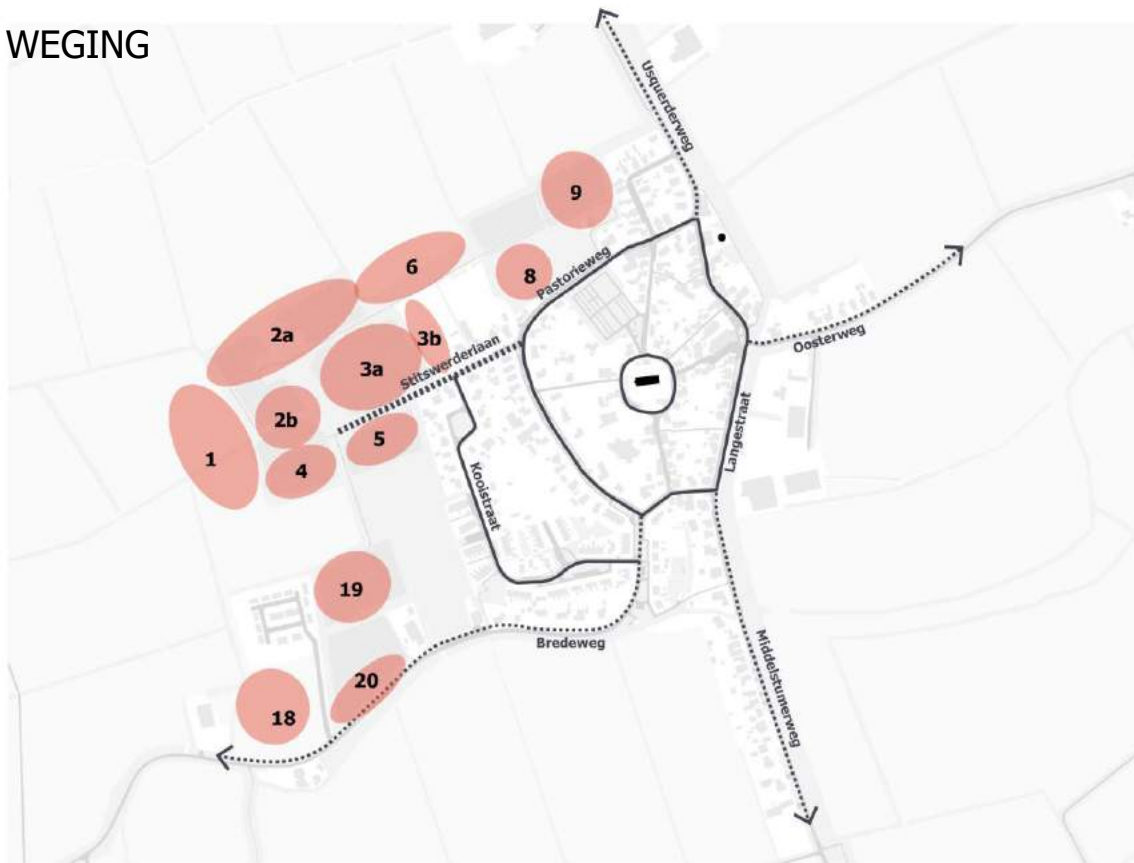 WEGING
Usquerderweg
9
6
8
Pastorieweg
2a
3b
3a
Stitswerderlaan
Oosterweg
2b
1
5
4
Langestraat
Kooistraat
19
Bredeweg
20
18
Middelstumerweg